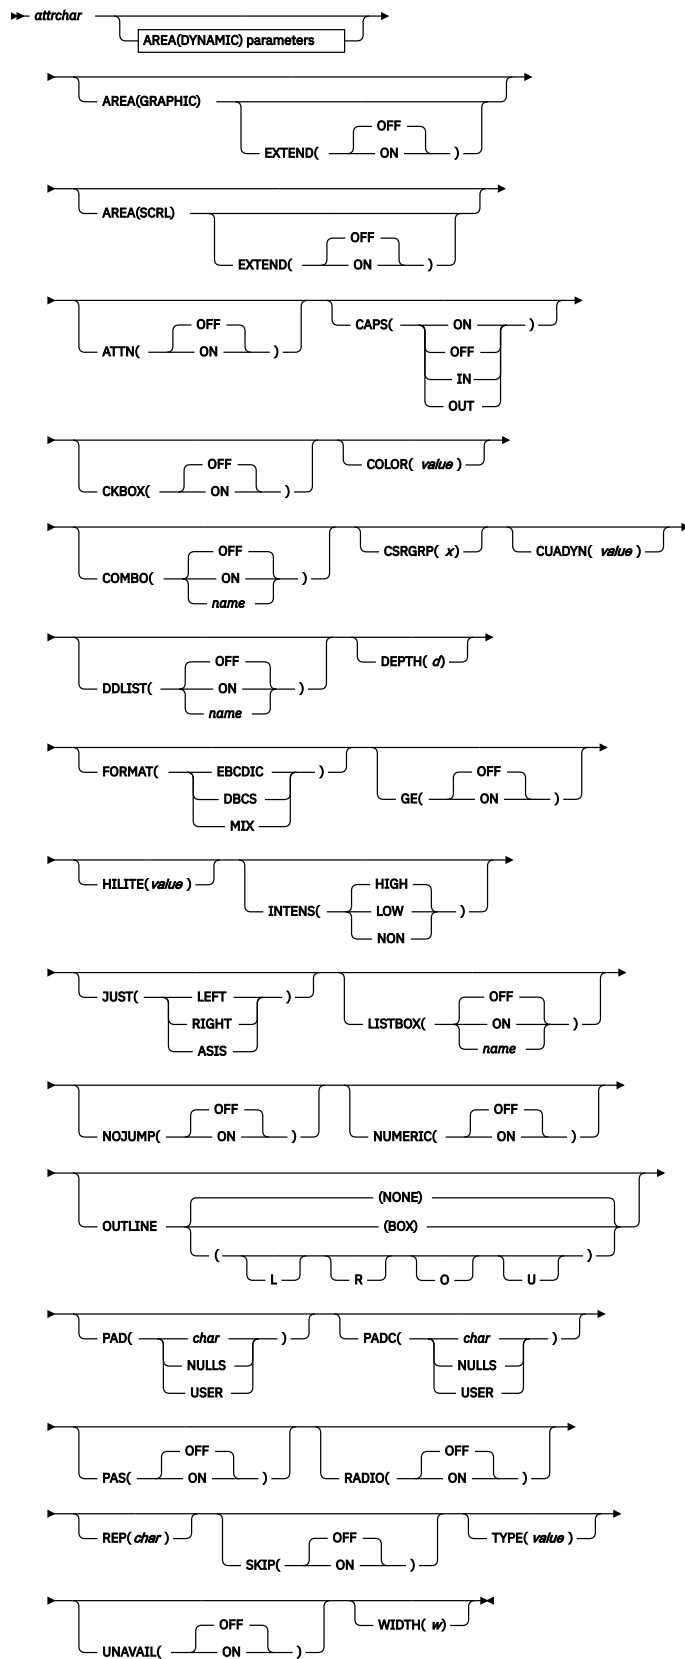 attrchar
AREA(DYNAMIC) parameters
AREA(GRAPHIC)
EXTEND( OFF ON )
AREA(SCRL)
EXTEND( OFF ON )
ATTN( OFF ON )
CAPS( ON OFF IN OUT )
CKBOX( OFF ON )
COLOR( value )
COMBO( OFF ON name )
CSRGRP( x )
CUADYN( value )
DDLIST( OFF ON name )
DEPTH( d)
FORMAT( EBCDIC DBCS MIX )
GE( OFF ON )
HILITE(value )
INTENS( HIGH LOW NON )
JUST( LEFT RIGHT ASIS )
LISTBOX( OFF ON name )
NOJUMP( OFF ON )
NUMERIC( OFF ON )
OUTLINE
(NONE)
(BOX)
( L R O U )
PAD( char NULLS USER )
PADC( char NULLS USER )
PAS( OFF ON )
RADIO( OFF ON )
REP(char )
SKIP( OFF ON )
TYPE( value )
UNAVAIL( OFF ON )
WIDTH( w)